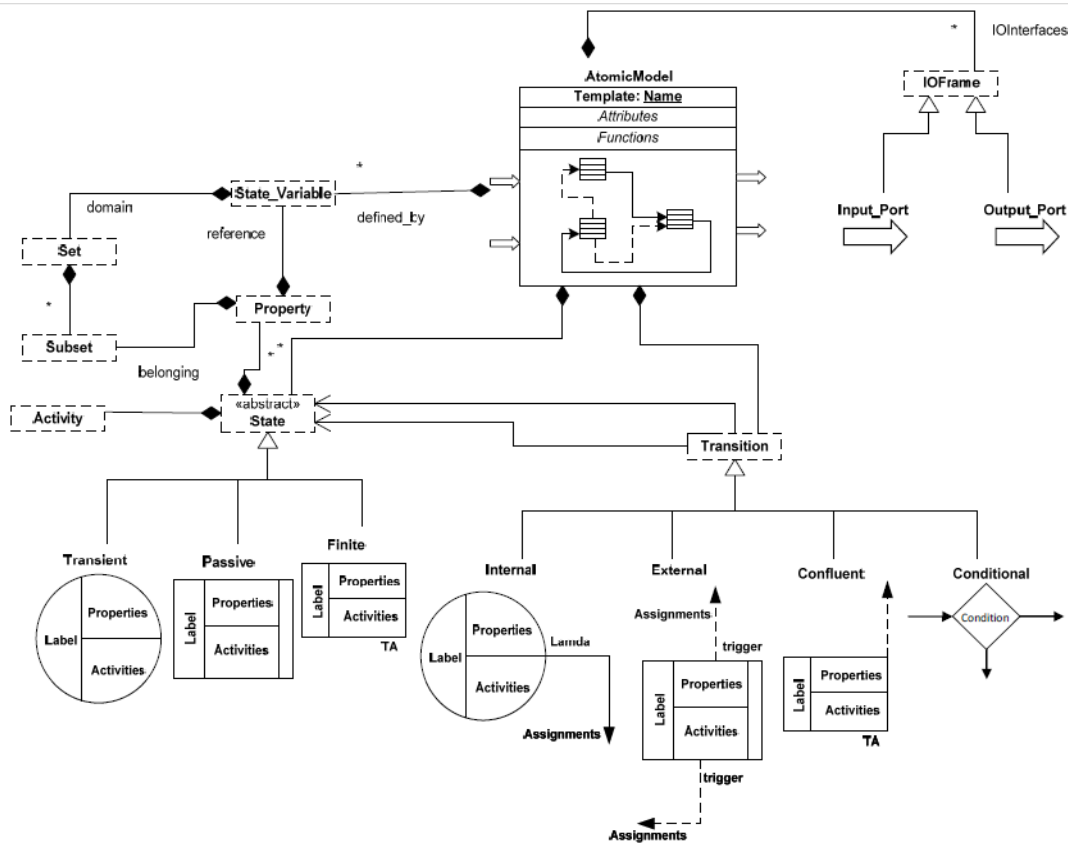 *
IOInterfaces
AtomicModel
Template: Name
Attributes
Functions
IOFrame
*
State_Variable
defined_by
domain
reference
Input_Port
Output_Port
Set
*
Property
Subset
* *
belonging
«abstract»
State
Activity
Transition
Transient
Label
Properties
Activities
Passive
Label
Properties
Activities
Finite
Label
Properties
Activities
TA
Internal
Label
Properties
Activities
Lamda
Assignments
External
Assignments
trigger
Label
Properties
Activities
trigger
Assignments
Confluent
Label
Properties
Activities
TA
Conditional
Condition